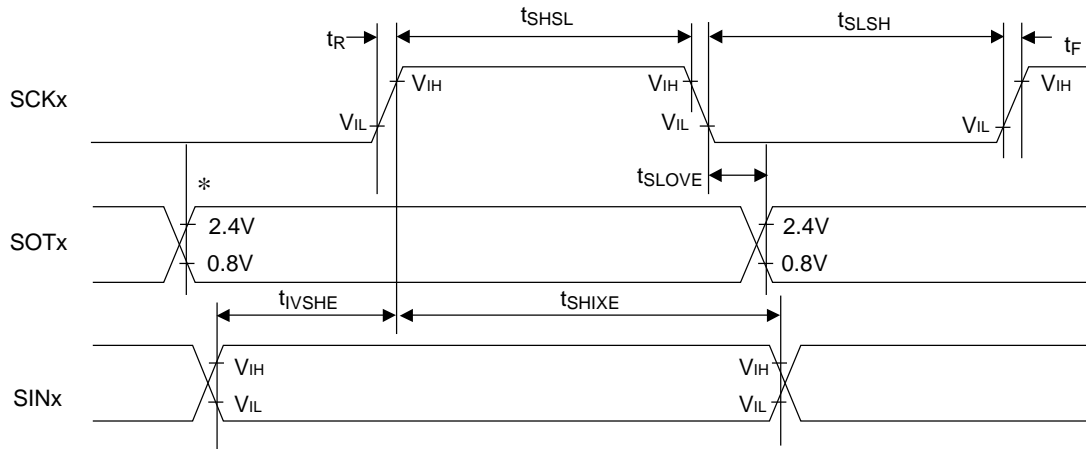 tSHSL tSLSH
tR tF
SCKx VIH VIH VIH
VIL VIL VIL
tSLOVE
*
SOTx 2.4V 2.4V
0.8V 0.8V
tIVSHE tSHIXE
SINx VIH VIH
VIL VIL